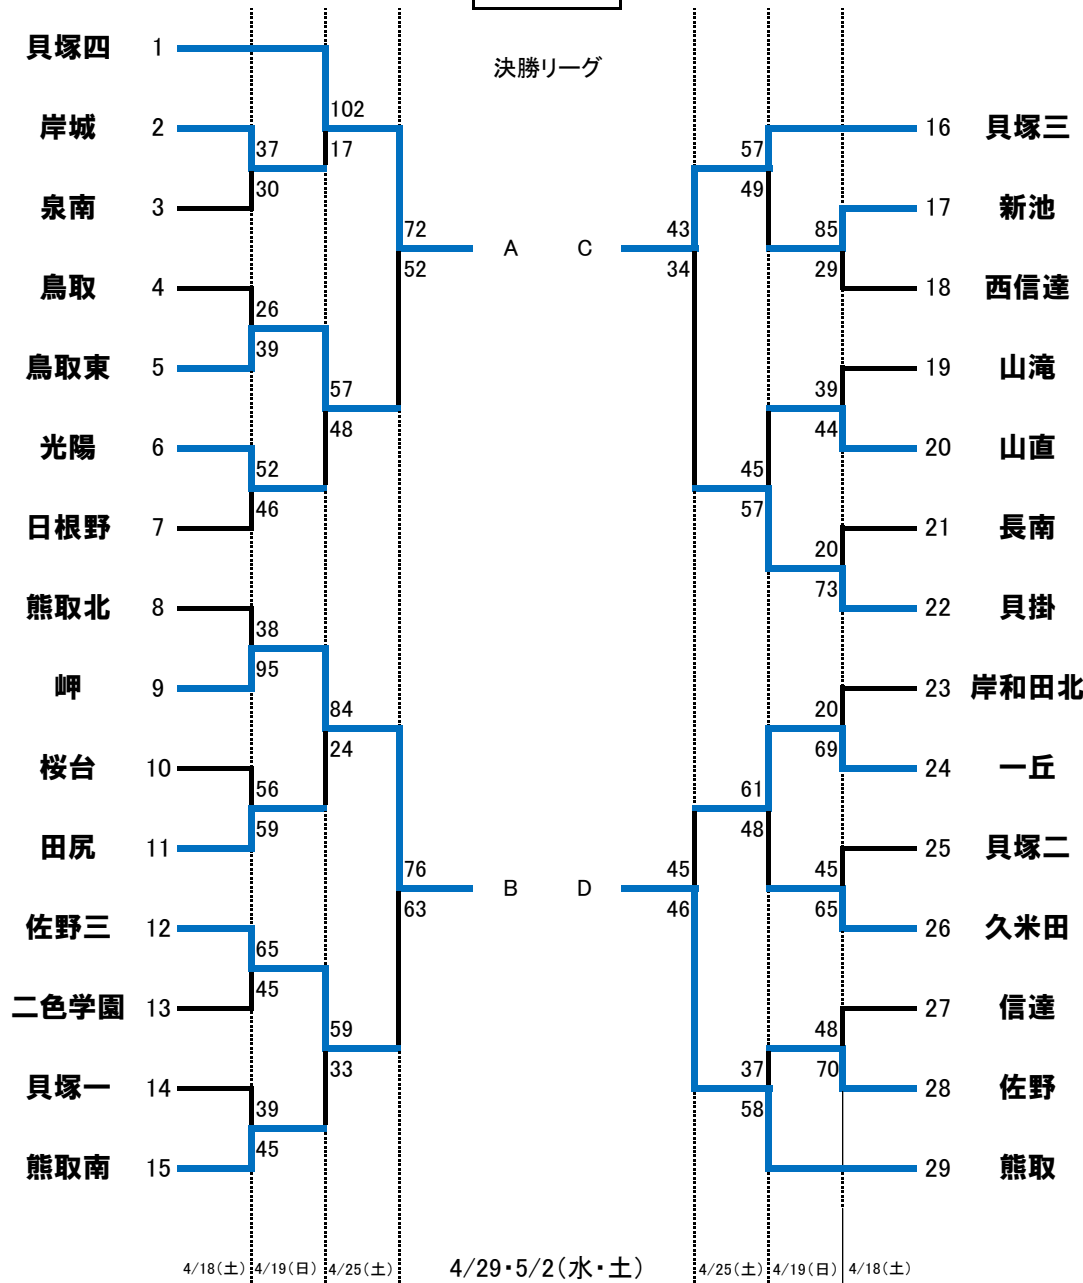 決勝リーグ
貝塚四 1
岸城 2
泉南 3
鳥取 4
鳥取東 5
光陽 6
日根野 7
熊取北 8
岬 9
桜台 10
田尻 11
佐野三 12
二色学園 13
貝塚一 14
熊取南 15
37
30
26
39
52
46
38
95
56
59
65
45
39
45
102
17
57
48
84
24
59
33
72
52
76
63
A
B
C
D
43
34
45
46
57
49
45
57
61
48
37
58
85
29
39
44
20
73
20
69
45
65
48
70
16 貝塚三
17 新池
18 西信達
19 山滝
20 山直
21 長南
22 貝掛
23 岸和田北
24 一丘
25 貝塚二
26 久米田
27 信達
28 佐野
29 熊取
4/18(土) 4/19(日) 4/25(土) 4/29・5/2(水・土) 4/25(土) 4/19(日) 4/18(土)